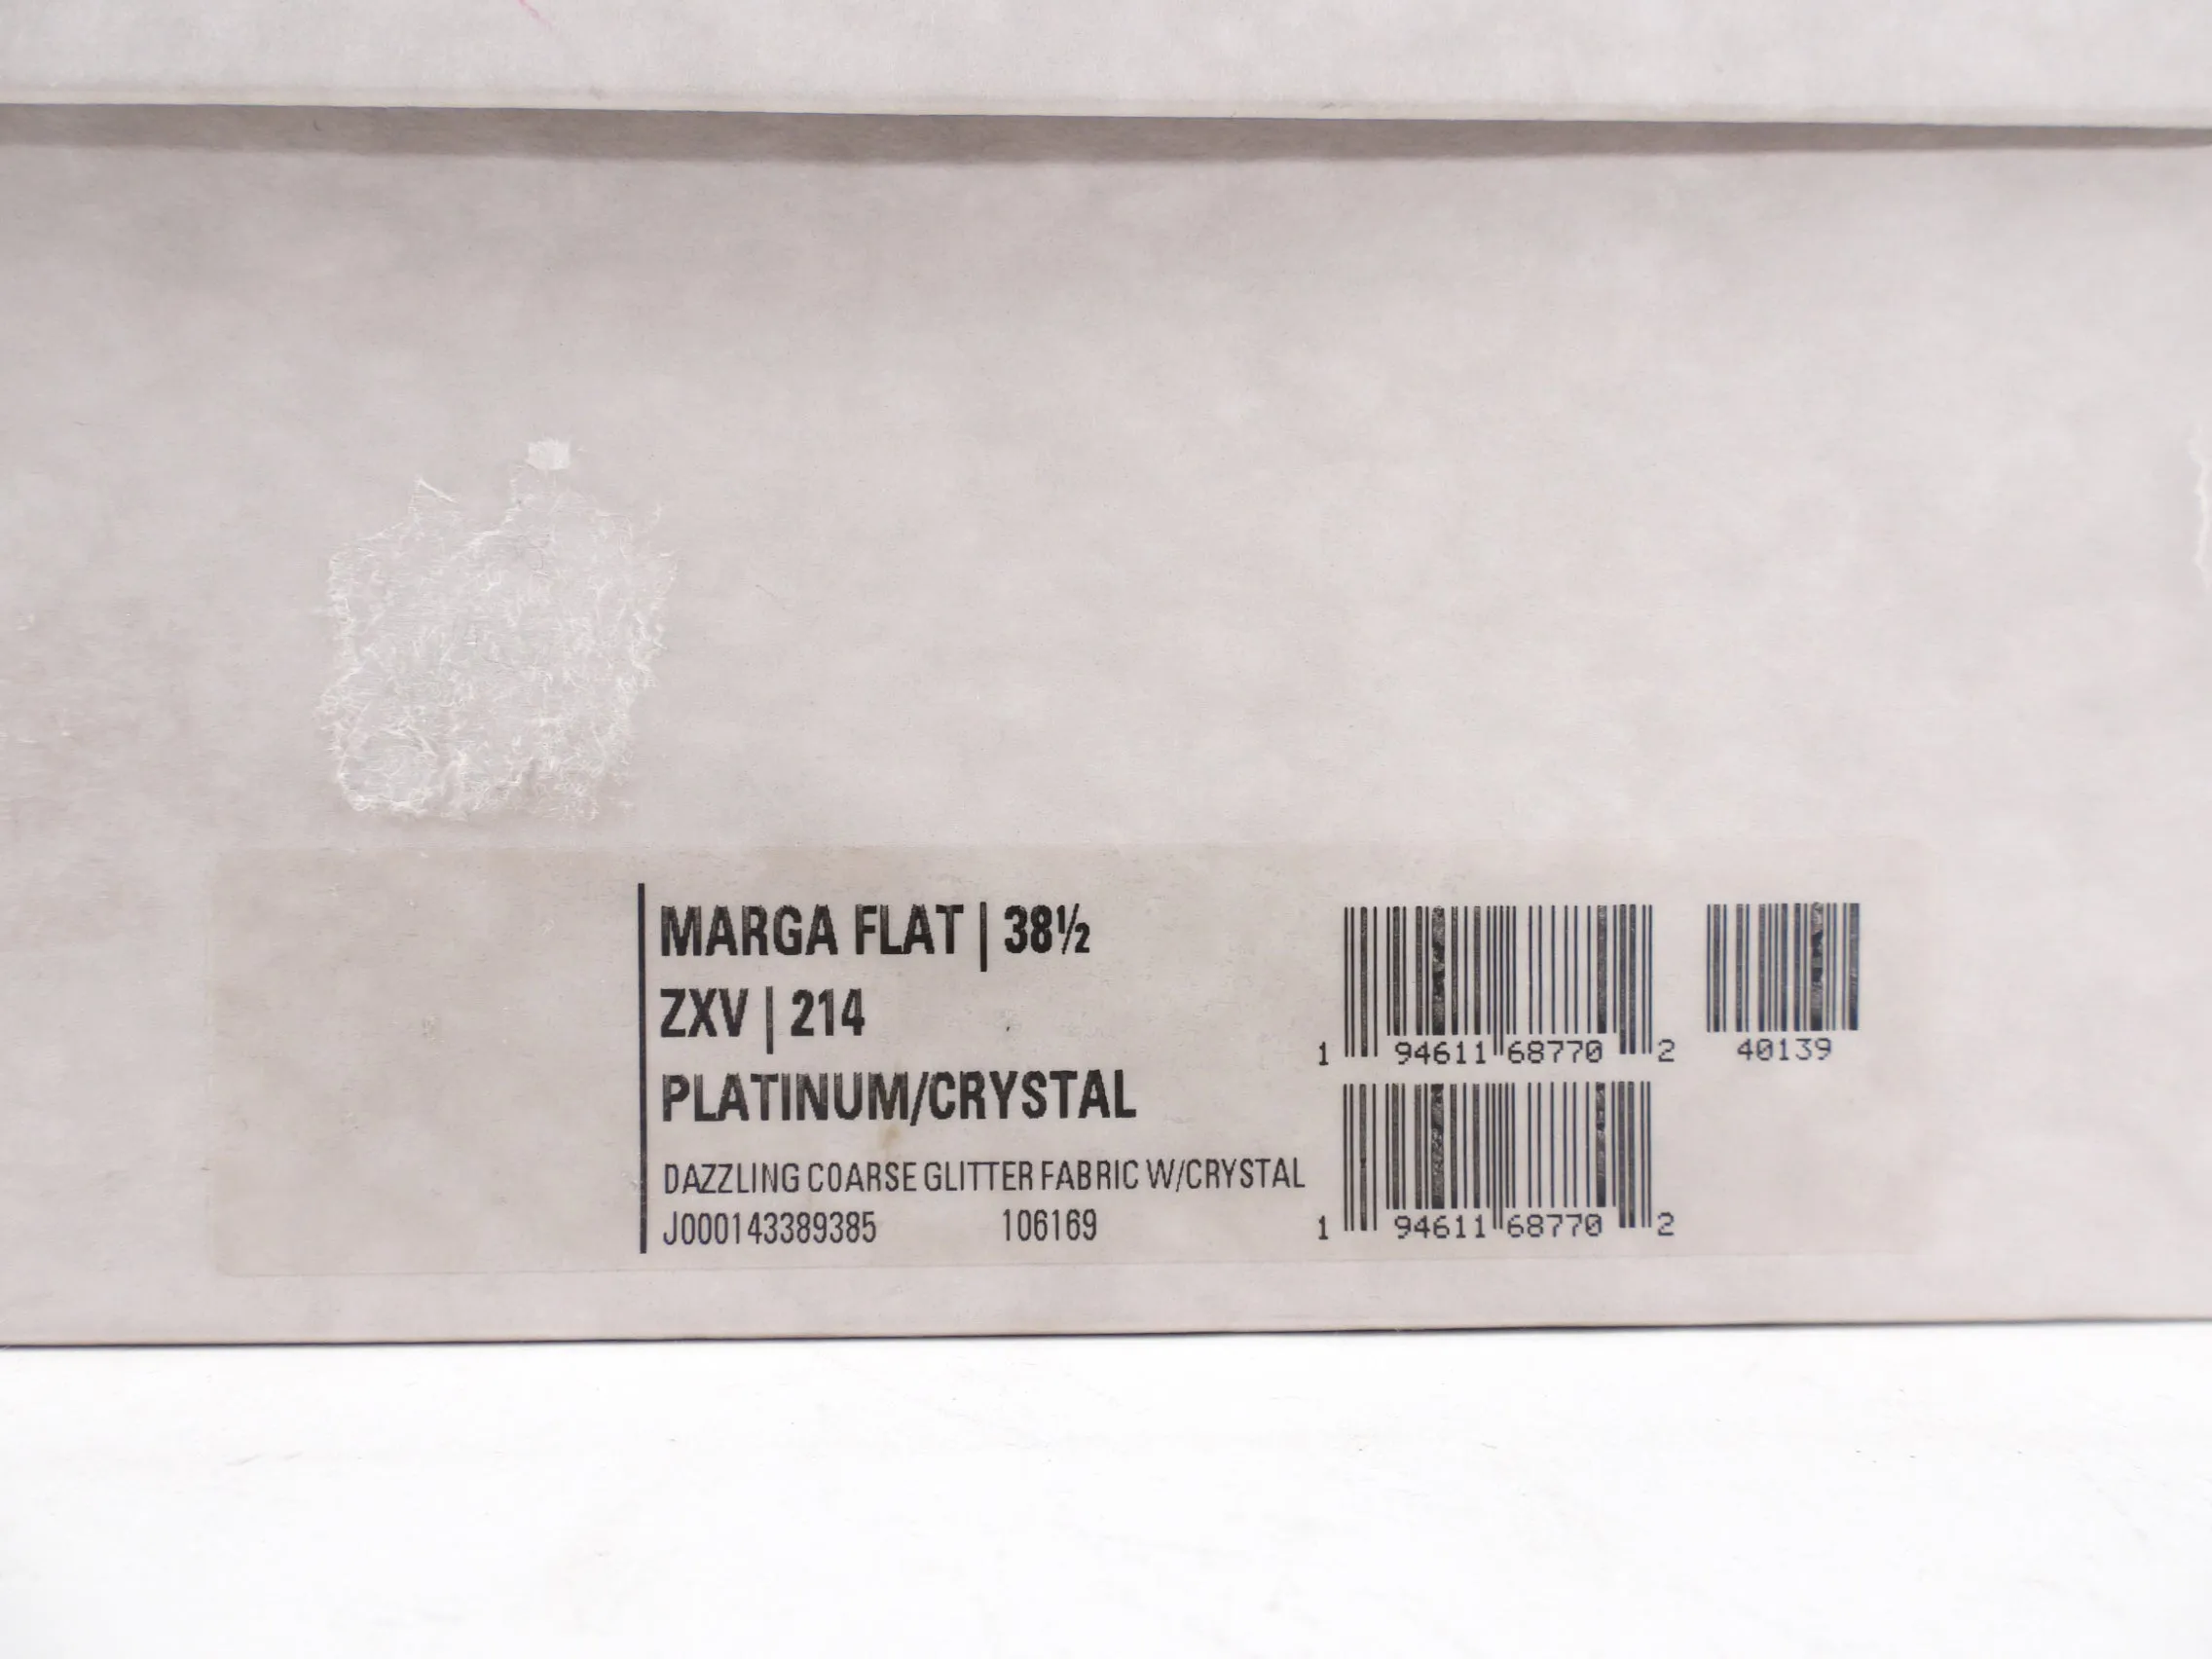 MARGA FLAT | 38½
ZXV | 214
PLATINUM/CRYSTAL
DAZZLING COARSE GLITTER FABRIC W/CRYSTAL
J000143389385 106169
1 94611 68770 2
40139
1 94611 68770 2